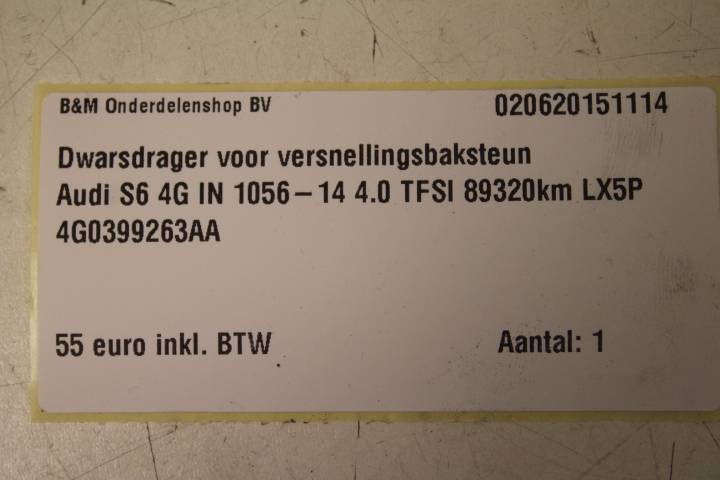 B&M Onderdelenshop BV 020620151114
Dwarsdrager voor versnellingsbaksteun
Audi S6 4G IN 1056-14 4.0 TFSI 89320km LX5P
4G0399263AA
55 euro inkl. BTW Aantal: 1